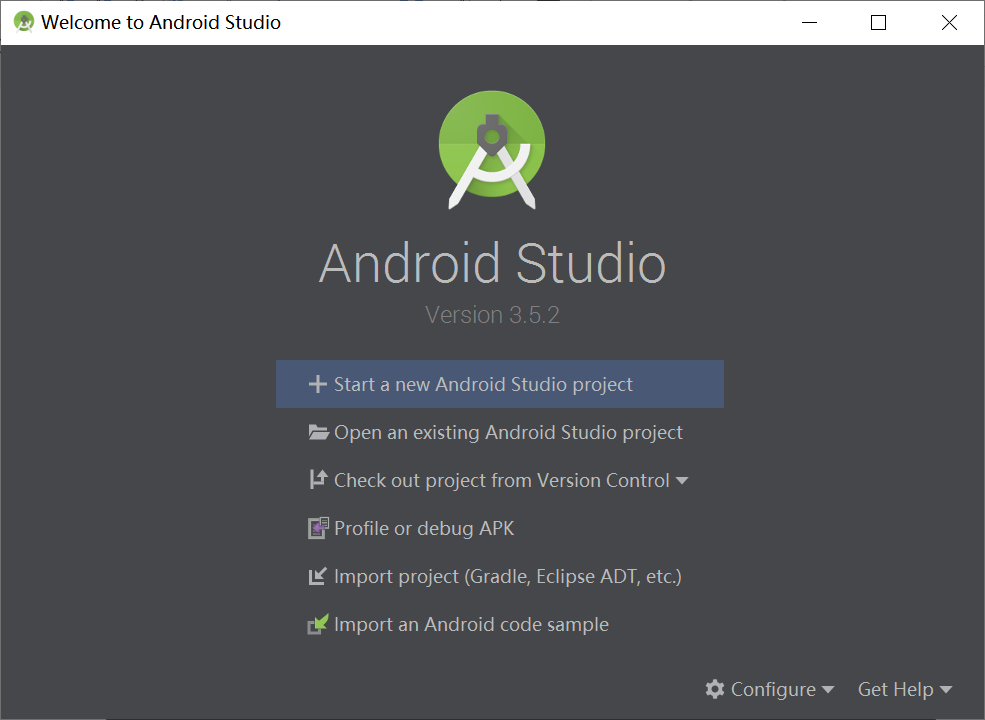 Welcome to Android Studio
Android Studio
Version 3.5.2
Start a new Android Studio project
Open an existing Android Studio project
Check out project from Version Control
Profile or debug APK
Import project (Gradle, Eclipse ADT, etc.)
Import an Android code sample
Configure Get Help